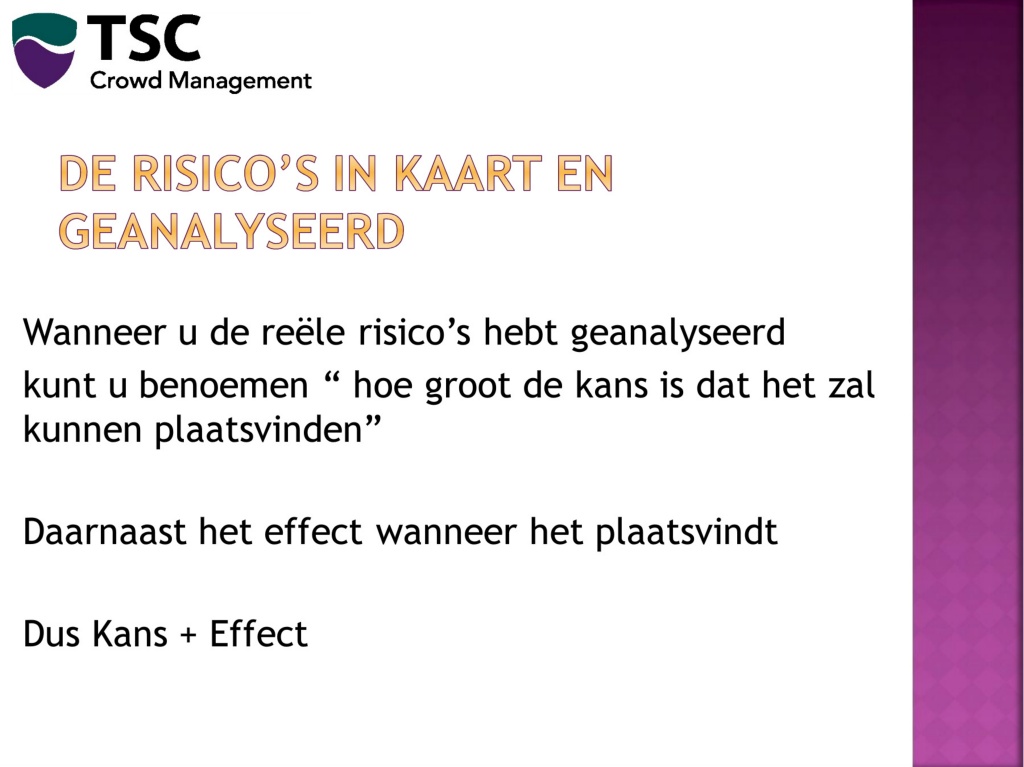 TSC
Crowd Management
DE RISICO’S IN KAART EN
GEANALYSEERD
Wanneer u de reële risico’s hebt geanalyseerd
kunt u benoemen “ hoe groot de kans is dat het zal
kunnen plaatsvinden”
Daarnaast het effect wanneer het plaatsvindt
Dus Kans + Effect